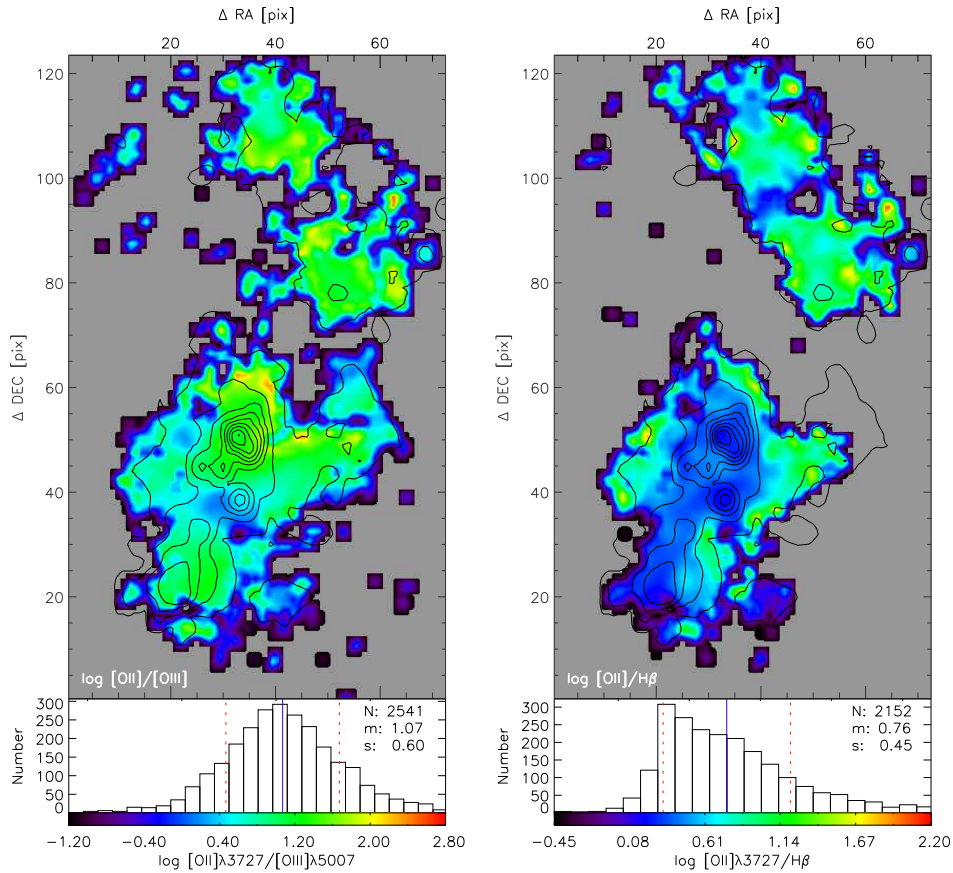 Δ RA [pix]
20 40 60
120
100
80
60
40
20
Δ DEC [pix]
log [OII]/[OIII]
300
250
200
150
100
50
0
Number
N: 2541
m: 1.07
s: 0.60
−1.20 −0.40 0.40 1.20 2.00 2.80
log [OII]λ3727/[OIII]λ5007
Δ RA [pix]
20 40 60
120
100
80
60
40
20
Δ DEC [pix]
log [OII]/Hβ
300
250
200
150
100
50
0
Number
N: 2152
m: 0.76
s: 0.45
−0.45 0.08 0.61 1.14 1.67 2.20
log [OII]λ3727/Hβ